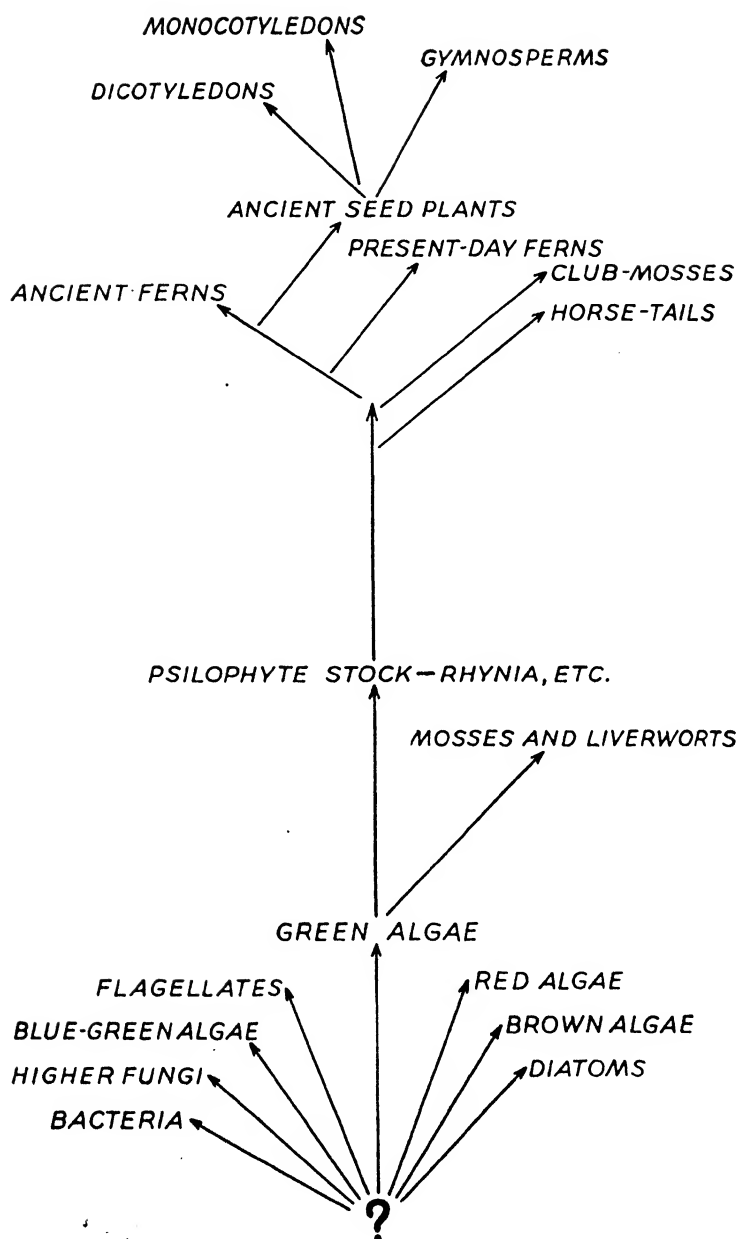 MONOCOTYLEDONS
GYMNOSPERMS
DICOTYLEDONS
ANCIENT SEED PLANTS
PRESENT-DAY FERNS
CLUB-MOSSES
ANCIENT FERNS
HORSE-TAILS
PSILOPHYTE STOCK—RHYNIA, ETC.
MOSSES AND LIVERWORTS
GREEN ALGAE
FLAGELLATES
RED ALGAE
BLUE-GREEN ALGAE
BROWN ALGAE
HIGHER FUNGI
DIATOMS
BACTERIA
?